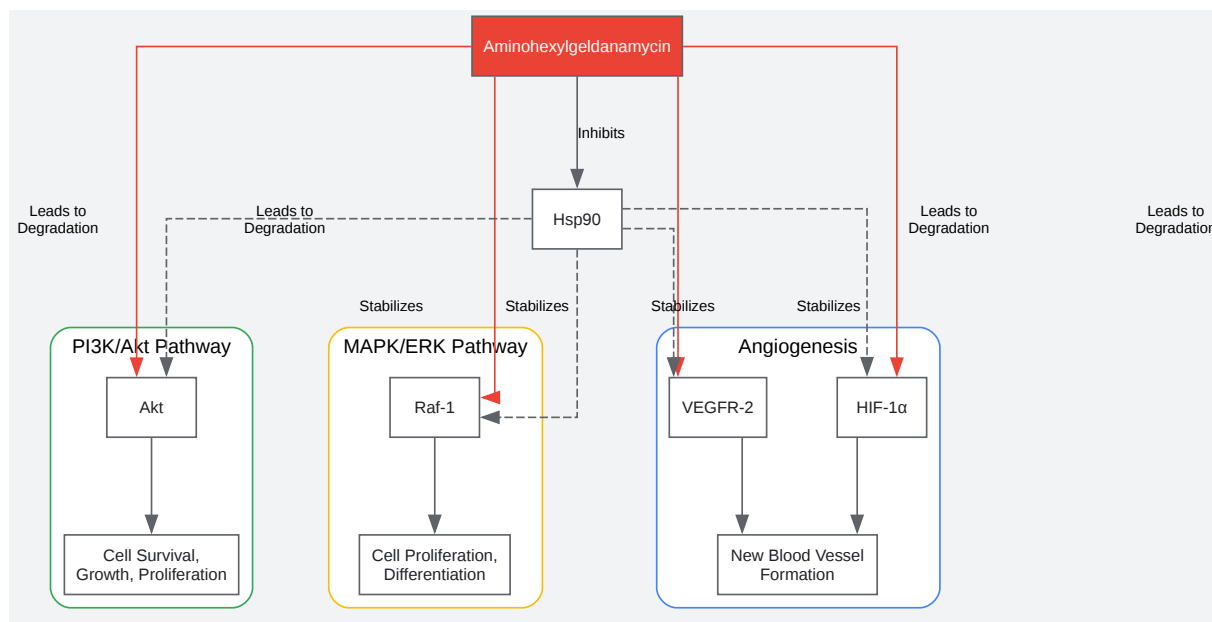 Aminohexylgeldanamycin
Inhibits
Leads to
Degradation
Leads to
Degradation
Hsp90
Leads to
Degradation
Leads to
Degradation
Stabilizes
Stabilizes
Stabilizes
Stabilizes
PI3K/Akt Pathway
MAPK/ERK Pathway
Angiogenesis
Akt
Raf-1
VEGFR-2
HIF-1α
Cell Survival,
Growth, Proliferation
Cell Proliferation,
Differentiation
New Blood Vessel
Formation